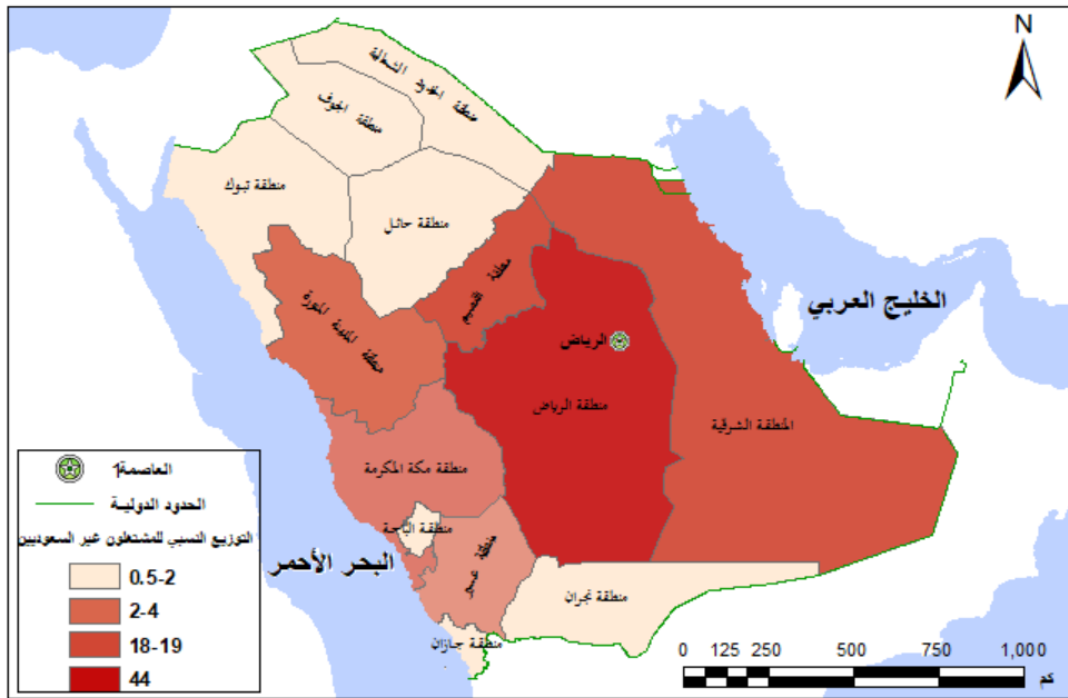 N
منطقة الحدود الشمالية
منطقة الجوف
منطقة تبوك
منطقة حائل
منطقة القصيم
منطقة المدينة المنورة
الخليج العربي
الرياض
منطقة الرياض
المنطقة الشرقية
منطقة مكة المكرمة
منطقة الباحة
منطقة عسير
البحر الأحمر
منطقة نجران
منطقة جازان
العاصمة1
الحدود الدولية
التوزيع النسبي للمشتغلون غير السعوديين
0.5-2
2-4
18-19
44
0 125 250 500 750 1,000
كم